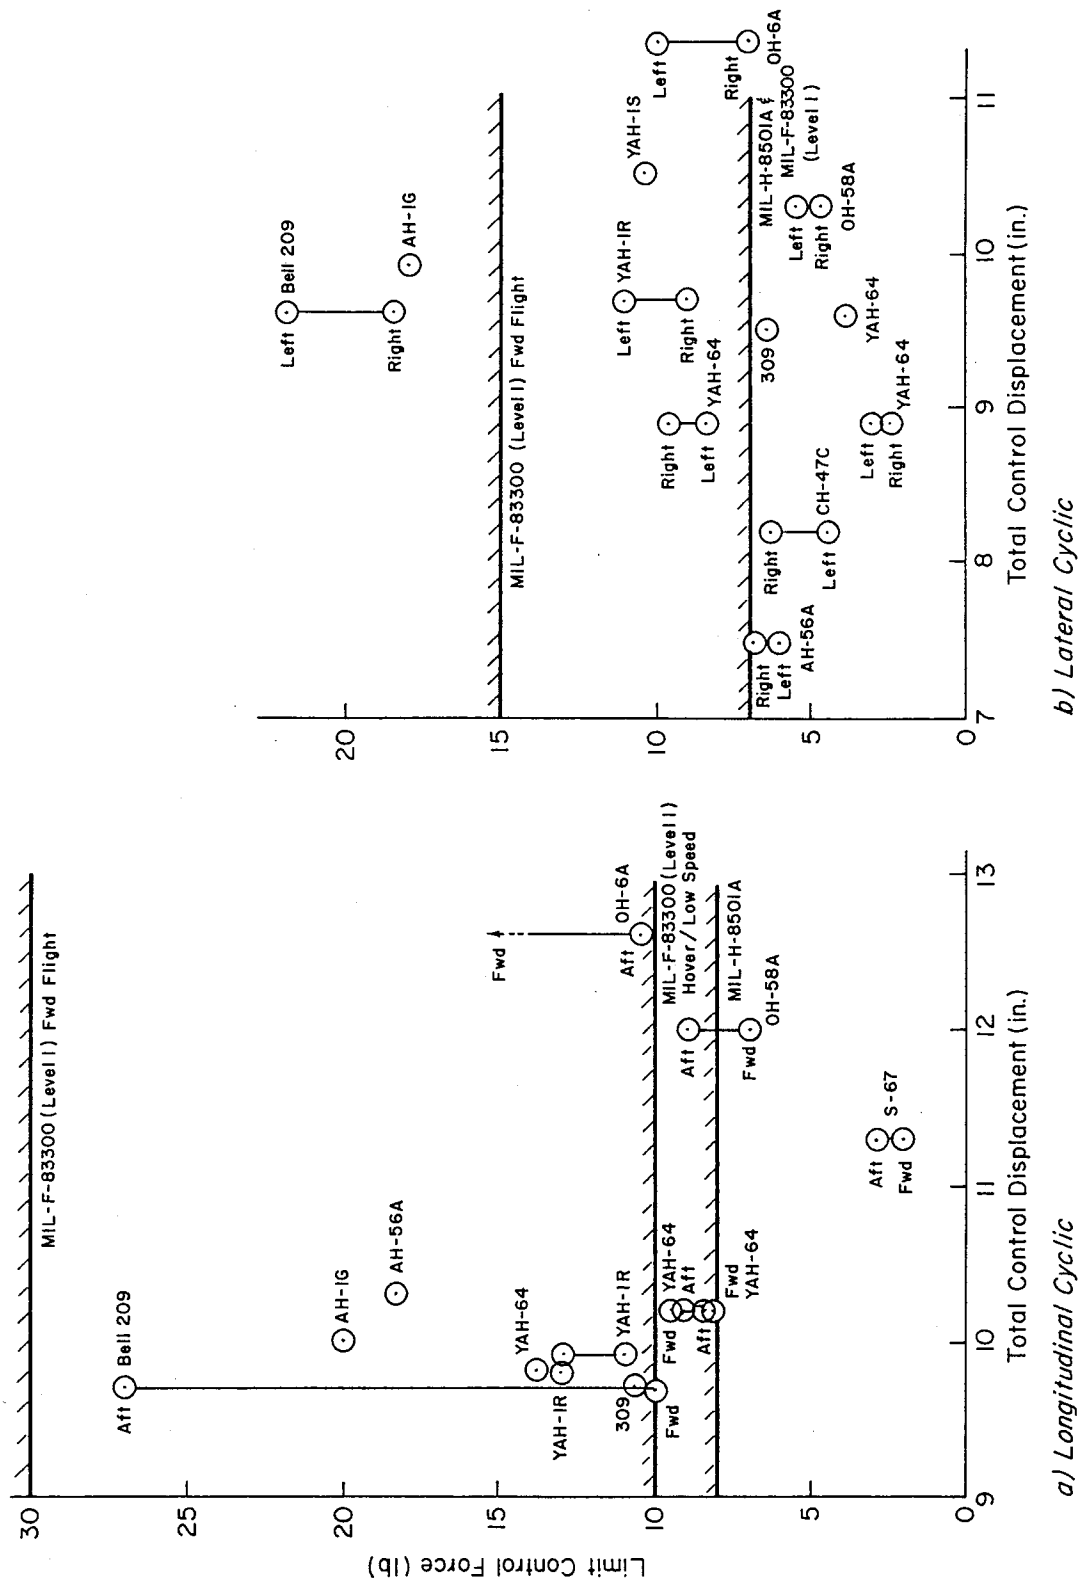 Limit Control Force (lb)
30
25
20
15
10
5
0
MIL-F-83300 (Level I) Fwd Flight
Aft
Bell 209
AH-1G
AH-56A
YAH-64
YAH-1R
YAH-1R
309
Fwd
Fwd
YAH-64
Aft
Aft
Fwd
YAH-64
Fwd
Aft
OH-6A
MIL-F-83300 (Level I)
Hover/Low Speed
MIL-H-8501A
Aft
Fwd
OH-58A
Aft
Fwd
S-67
9
10
11
12
13
Total Control Displacement (in.)
a) Longitudinal Cyclic
20
15
10
5
0
Left
Bell 209
Right
AH-1G
MIL-F-83300 (Level I) Fwd Flight
Left
YAH-1R
Right
YAH-1S
Left
Right
OH-6A
Right
Left
YAH-64
MIL-H-8501A &
MIL-F-83300
(Level I)
Right
Left
AH-56A
Right
Left
CH-47C
309
Left
Right
OH-58A
YAH-64
Left
Right
YAH-64
7
8
9
10
11
Total Control Displacement (in.)
b) Lateral Cyclic